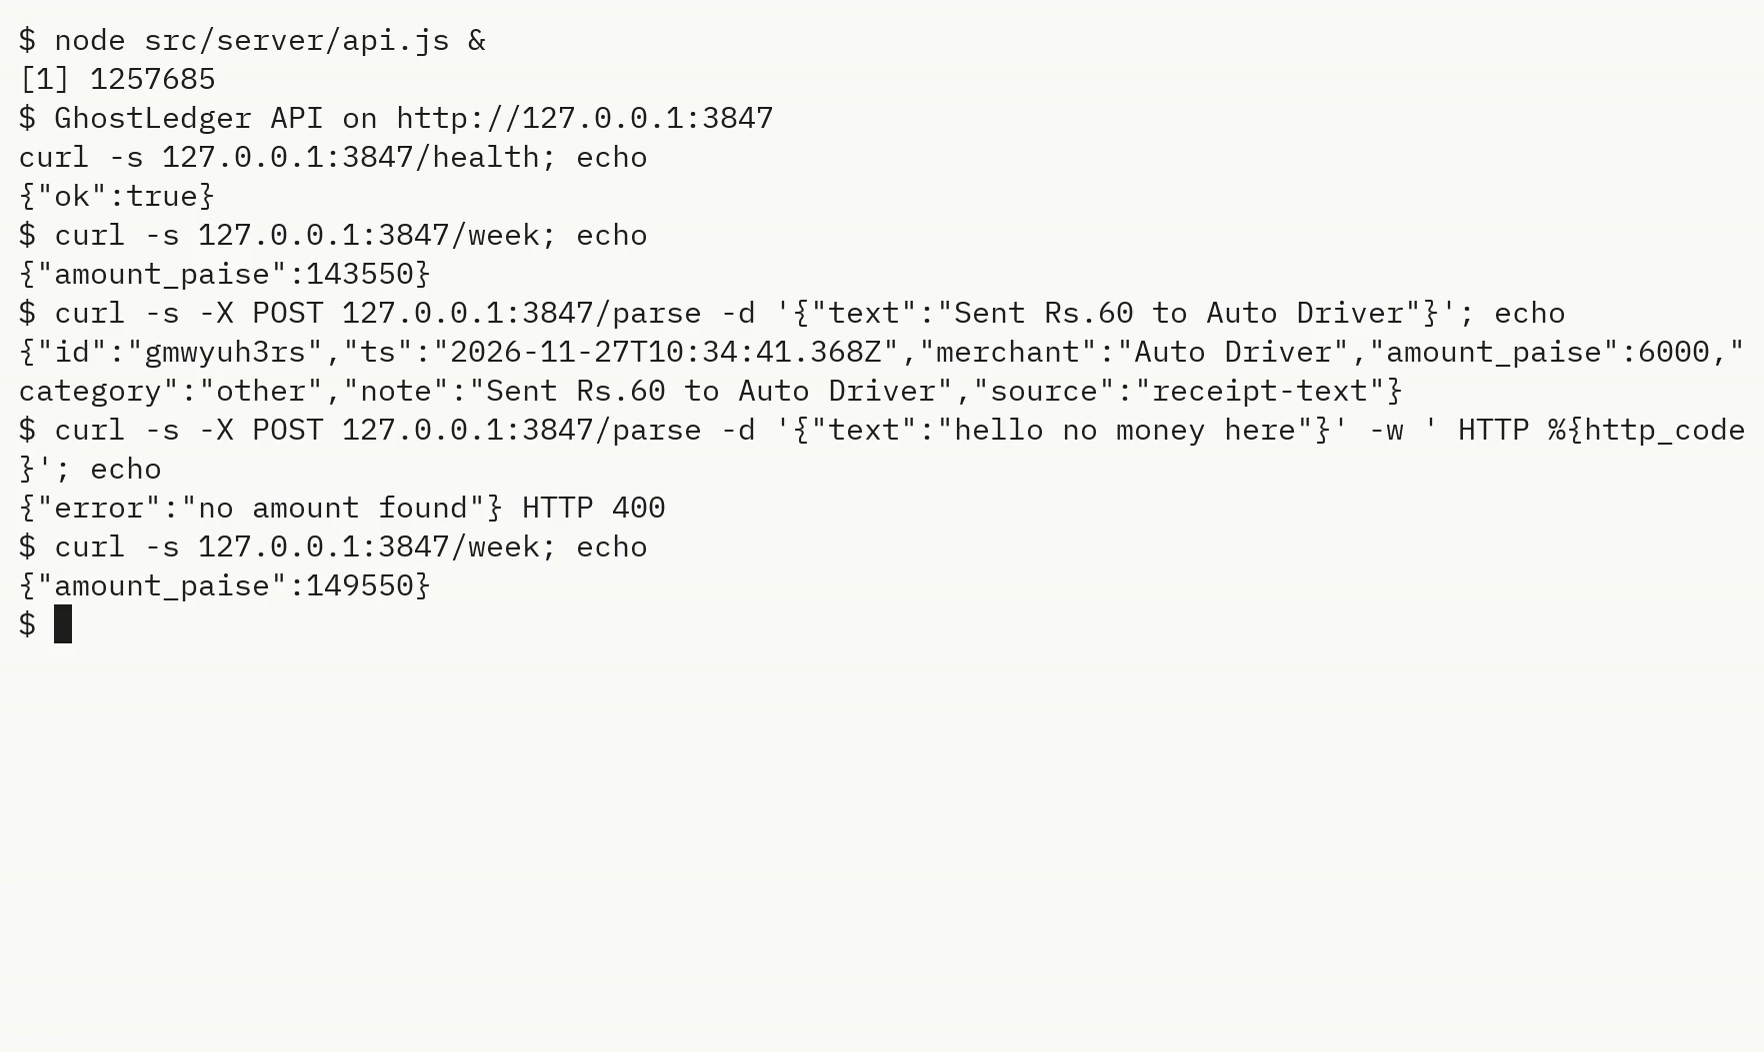 $ node src/server/api.js &
[1] 1257685
$ GhostLedger API on http://127.0.0.1:3847
curl -s 127.0.0.1:3847/health; echo
{"ok":true}
$ curl -s 127.0.0.1:3847/week; echo
{"amount_paise":143550}
$ curl -s -X POST 127.0.0.1:3847/parse -d '{"text":"Sent Rs.60 to Auto Driver"}'; echo
{"id":"gmwyuh3rs","ts":"2026-11-27T10:34:41.368Z","merchant":"Auto Driver","amount_paise":6000,"
category":"other","note":"Sent Rs.60 to Auto Driver","source":"receipt-text"}
$ curl -s -X POST 127.0.0.1:3847/parse -d '{"text":"hello no money here"}' -w ' HTTP %{http_code
}'; echo
{"error":"no amount found"} HTTP 400
$ curl -s 127.0.0.1:3847/week; echo
{"amount_paise":149550}
$